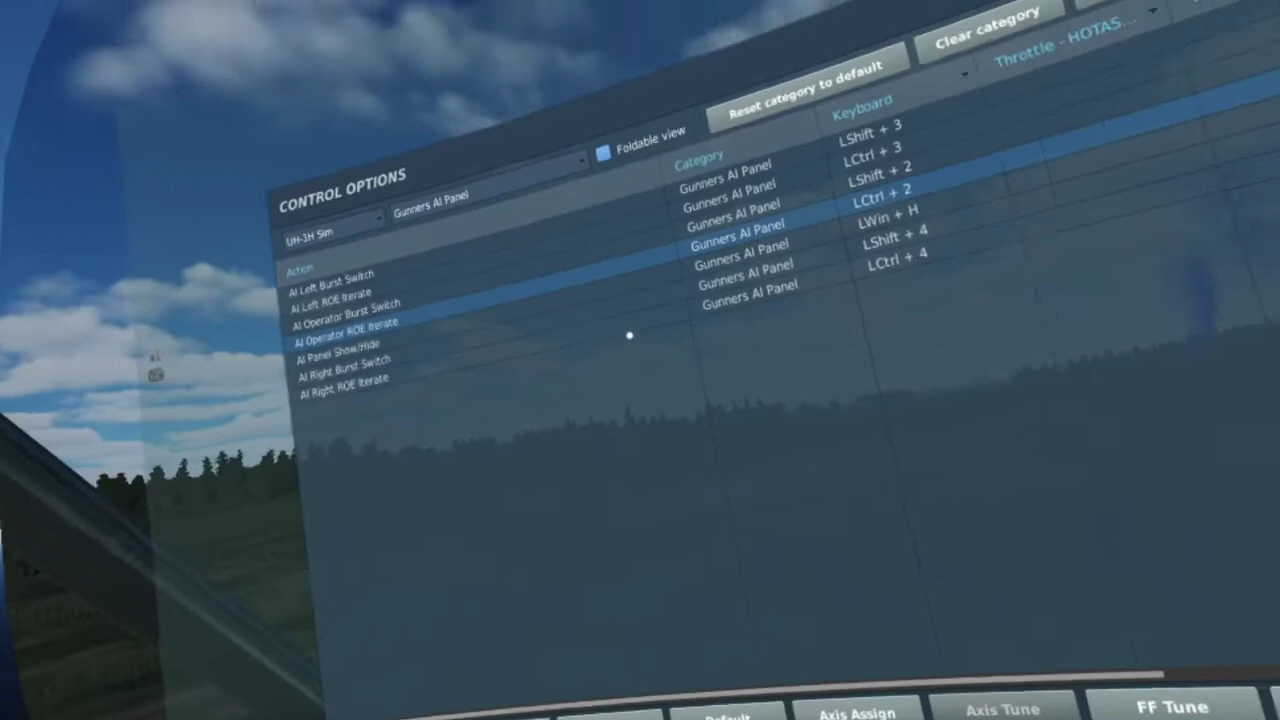 CONTROL OPTIONS
UH-1H Sim
Gunners AI Panel
Foldable view
Reset category to default
Clear category
Action
Category
Keyboard
Throttle - HOTAS...
AI Left Burst Switch
Gunners AI Panel
LShift + 3
AI Left ROE Iterate
Gunners AI Panel
LCtrl + 3
AI Operator Burst Switch
Gunners AI Panel
LShift + 2
AI Operator ROE Iterate
Gunners AI Panel
LCtrl + 2
AI Panel Show/Hide
Gunners AI Panel
LWin + H
AI Right Burst Switch
Gunners AI Panel
LShift + 4
AI Right ROE Iterate
Gunners AI Panel
LCtrl + 4
Default
Axis Assign
Axis Tune
FF Tune